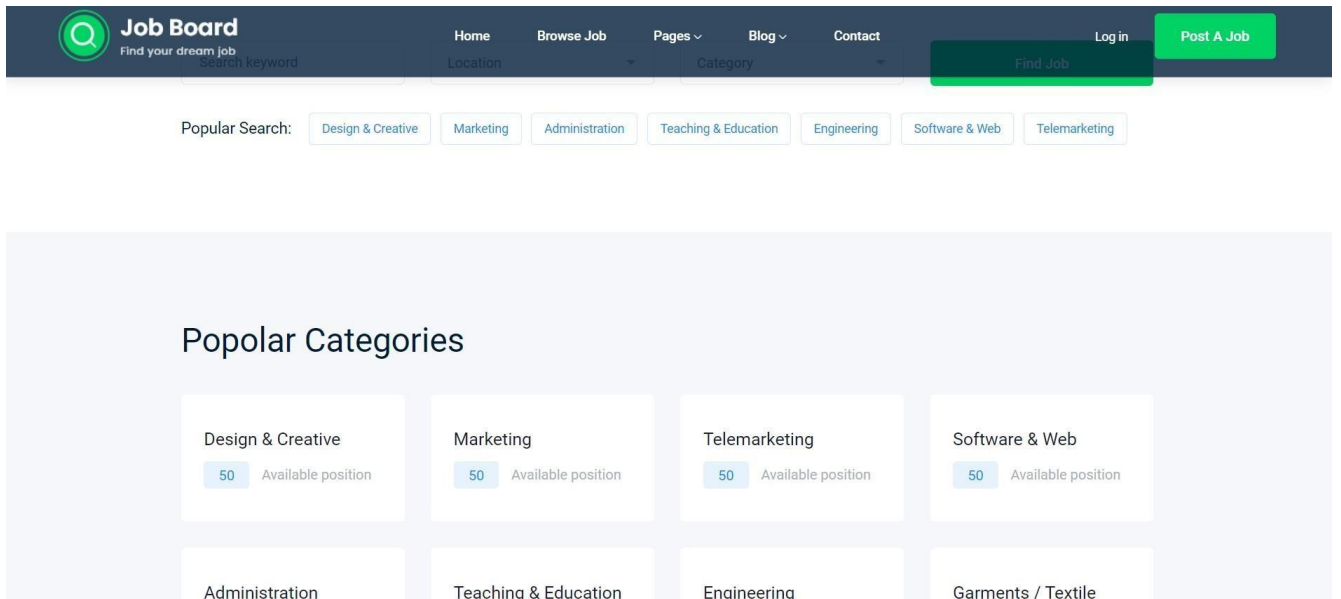 Job Board
Find your dream job
Home Browse Job Pages Blog Contact Log in Post A Job
Search keyword Location Category Find Job
Popular Search: Design & Creative Marketing Administration Teaching & Education Engineering Software & Web Telemarketing
Popolar Categories
Design & Creative Marketing Telemarketing Software & Web
50 Available position 50 Available position 50 Available position 50 Available position
Administration Teaching & Education Engineering Garments / Textile